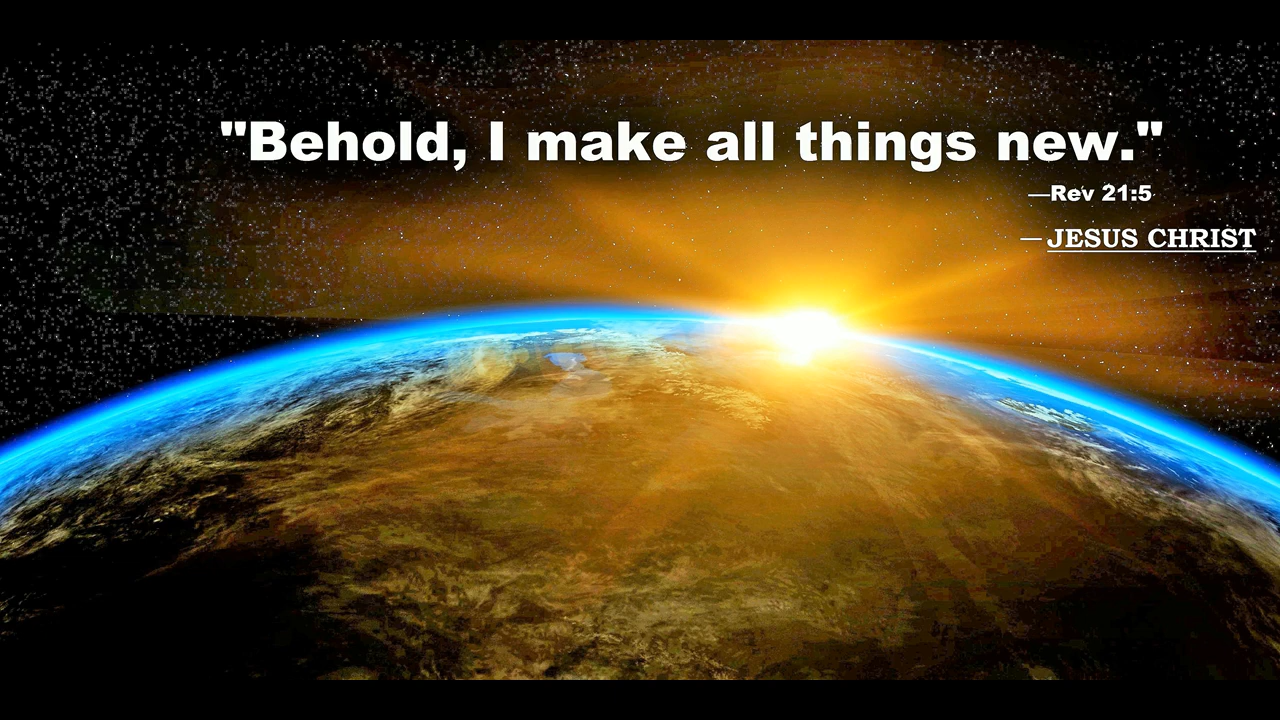 "Behold, I make all things new."
—Rev 21:5
— JESUS CHRIST